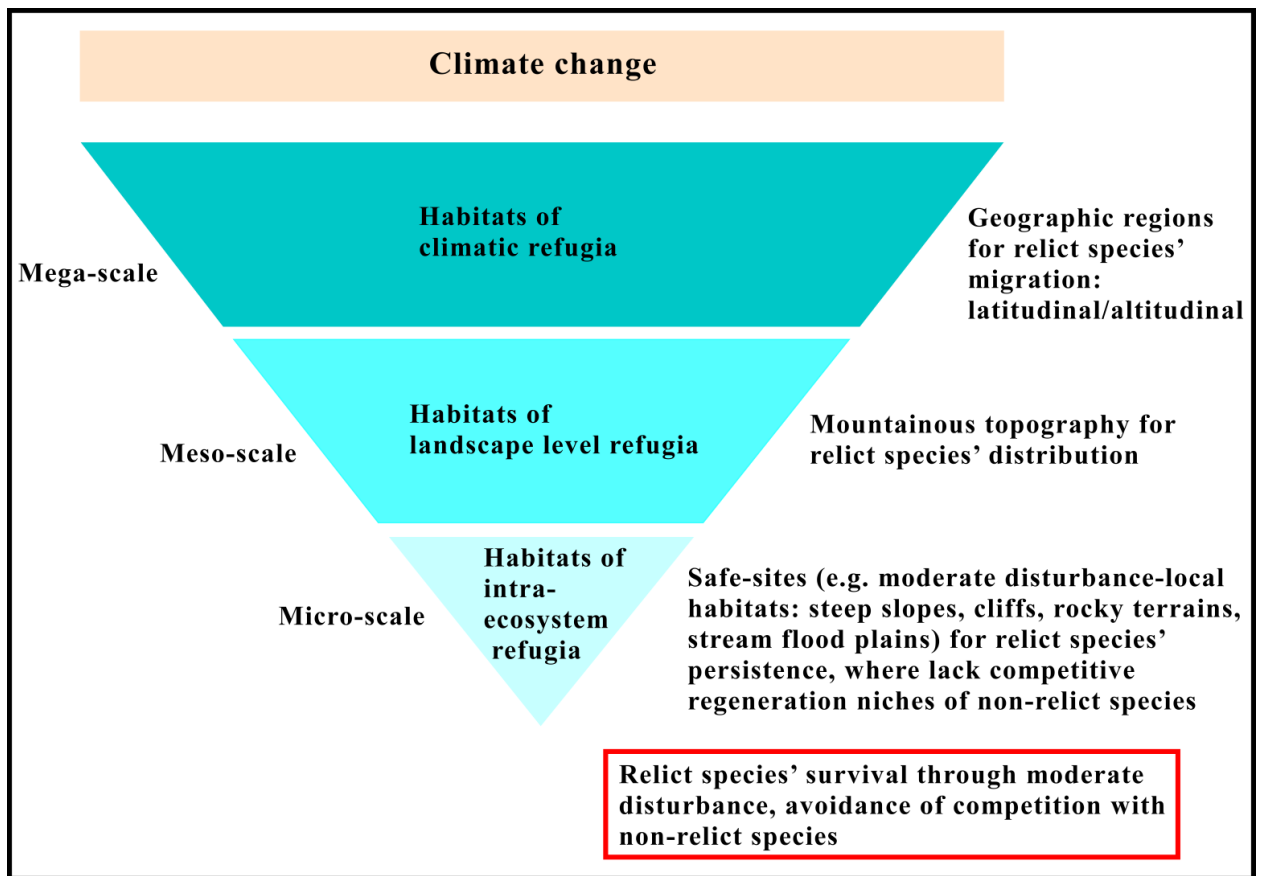 Climate change
Mega-scale
Habitats of
climatic refugia
Geographic regions
for relict species’
migration:
latitudinal/altitudinal
Meso-scale
Habitats of
landscape level refugia
Mountainous topography for
relict species’ distribution
Micro-scale
Habitats of
intra-
ecosystem
refugia
Safe-sites (e.g. moderate disturbance-local
habitats: steep slopes, cliffs, rocky terrains,
stream flood plains) for relict species’
persistence, where lack competitive
regeneration niches of non-relict species
Relict species’ survival through moderate
disturbance, avoidance of competition with
non-relict species